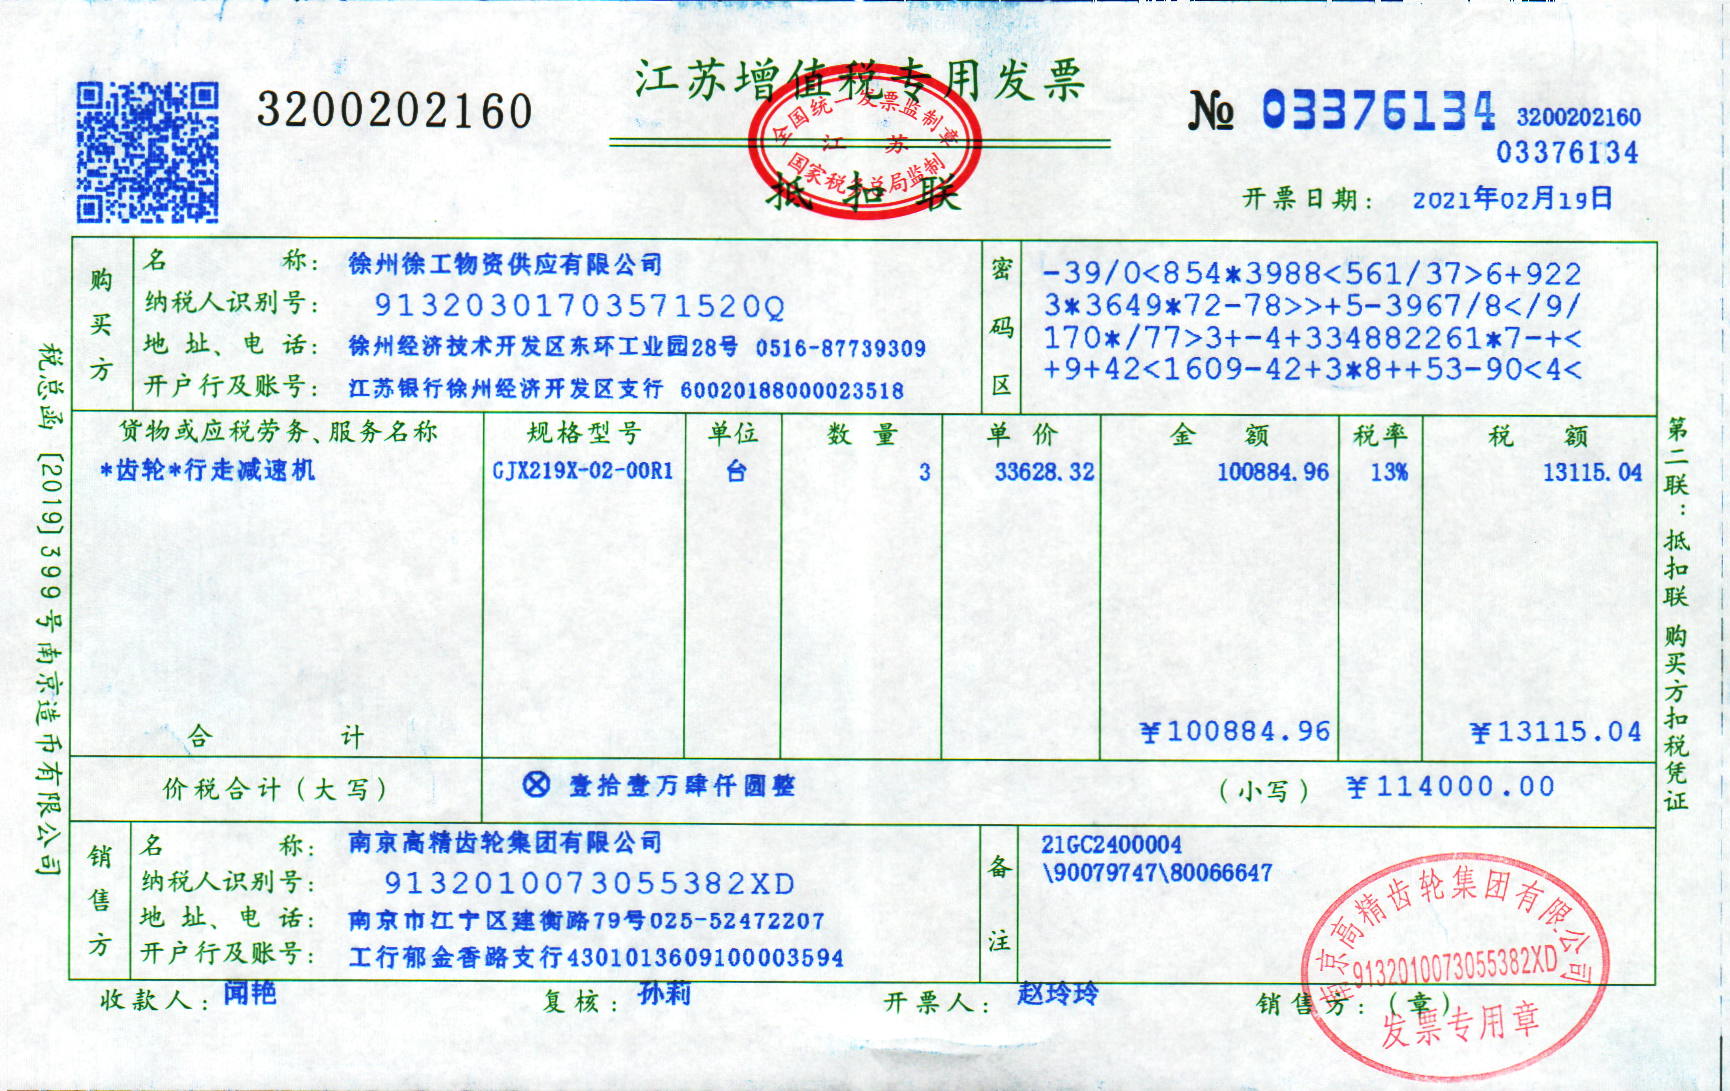 江苏增值税专用发票
3200202160
№ 03376134
3200202160
03376134
全国统一发票监制章
江 苏
国家税务总局监制
抵扣联
开票日期： 2021年02月19日
购买方
名 称： 徐州徐工物资供应有限公司
纳税人识别号： 91320301703571520Q
地 址、电 话： 徐州经济技术开发区东环工业园28号 0516-87739309
开户行及账号： 江苏银行徐州经济开发区支行 60020188000023518
密码区
-39/0<854*3988<561/37>6+922
3*3649*72-78>>+5-3967/8</9/
170*/77>3+-4+334882261*7-+<
+9+42<1609-42+3*8++53-90<4<
货物或应税劳务、服务名称 规格型号 单位 数 量 单 价 金 额 税率 税 额
*齿轮*行走减速机 GJX219X-02-00R1 台 3 33628.32 100884.96 13% 13115.04
合 计 ¥100884.96 ¥13115.04
价税合计（大写） ⊗ 壹拾壹万肆仟圆整 （小写） ¥114000.00
销售方
名 称： 南京高精齿轮集团有限公司
纳税人识别号： 9132010073055382XD
地 址、电 话： 南京市江宁区建衡路79号025-52472207
开户行及账号： 工行郁金香路支行4301013609100003594
备注
21GC2400004
\90079747\80066647
收款人： 闻艳 复核： 孙莉 开票人： 赵玲玲 销售方：（章）
南京高精齿轮集团有限公司
9132010073055382XD
发票专用章
税总函［2019］399号南京造币有限公司
第二联：抵扣联 购买方扣税凭证